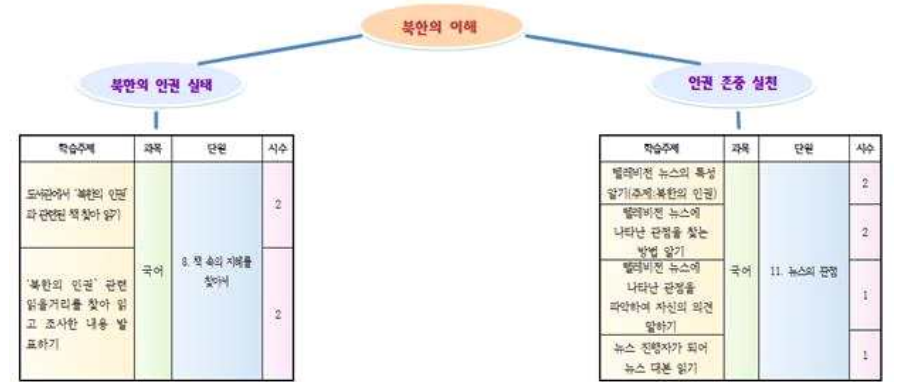 북한의 이해
북한의 인권 실태
인권 존중 실천
학습주제 과목 단원 시수
도서관에서 '북한의 인권'
과 관련된 책 찾아 읽기
2
국어
8. 책 속의 지혜를
찾아서
'북한의 인권' 관련
읽을거리를 찾아 읽
고 조사한 내용 발
표하기
2
학습주제 과목 단원 시수
텔레비전 뉴스의 특성
알기(주제:북한의 인권)
2
텔레비전 뉴스에
나타난 관점을 찾는
방법 알기
2
국어
11. 뉴스의 관점
텔레비전 뉴스에
나타난 관점을
파악하여 자신의 의견
말하기
1
뉴스 진행자가 되어
뉴스 대본 읽기
1